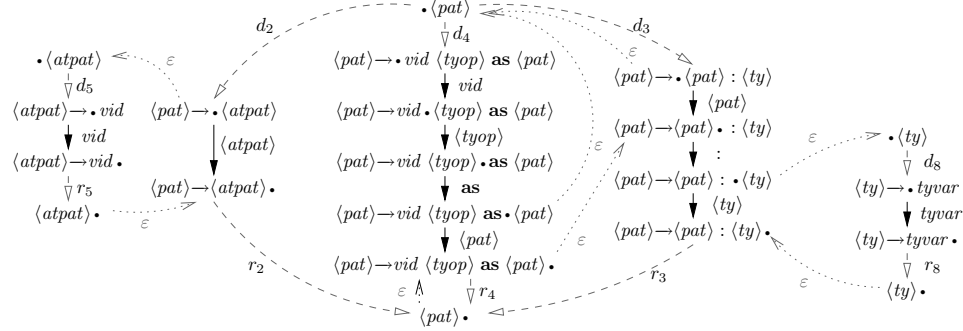 •⟨pat⟩
d₂
d₄
d₃
•⟨atpat⟩
ε
d₅
⟨atpat⟩→•vid
vid
⟨atpat⟩→vid•
r₅
⟨atpat⟩•
ε
⟨pat⟩→•⟨atpat⟩
⟨atpat⟩
⟨pat⟩→⟨atpat⟩•
r₂
⟨pat⟩→•vid ⟨tyop⟩ as ⟨pat⟩
vid
⟨pat⟩→vid•⟨tyop⟩ as ⟨pat⟩
⟨tyop⟩
⟨pat⟩→vid ⟨tyop⟩•as ⟨pat⟩
as
⟨pat⟩→vid ⟨tyop⟩ as•⟨pat⟩
⟨pat⟩
⟨pat⟩→vid ⟨tyop⟩ as ⟨pat⟩•
ε
r₄
⟨pat⟩•
ε
ε
ε
⟨pat⟩→•⟨pat⟩ : ⟨ty⟩
⟨pat⟩
⟨pat⟩→⟨pat⟩• : ⟨ty⟩
:
⟨pat⟩→⟨pat⟩ : •⟨ty⟩
⟨ty⟩
⟨pat⟩→⟨pat⟩ : ⟨ty⟩•
r₃
ε
•⟨ty⟩
d₈
⟨ty⟩→•tyvar
tyvar
⟨ty⟩→tyvar•
r₈
⟨ty⟩•
ε